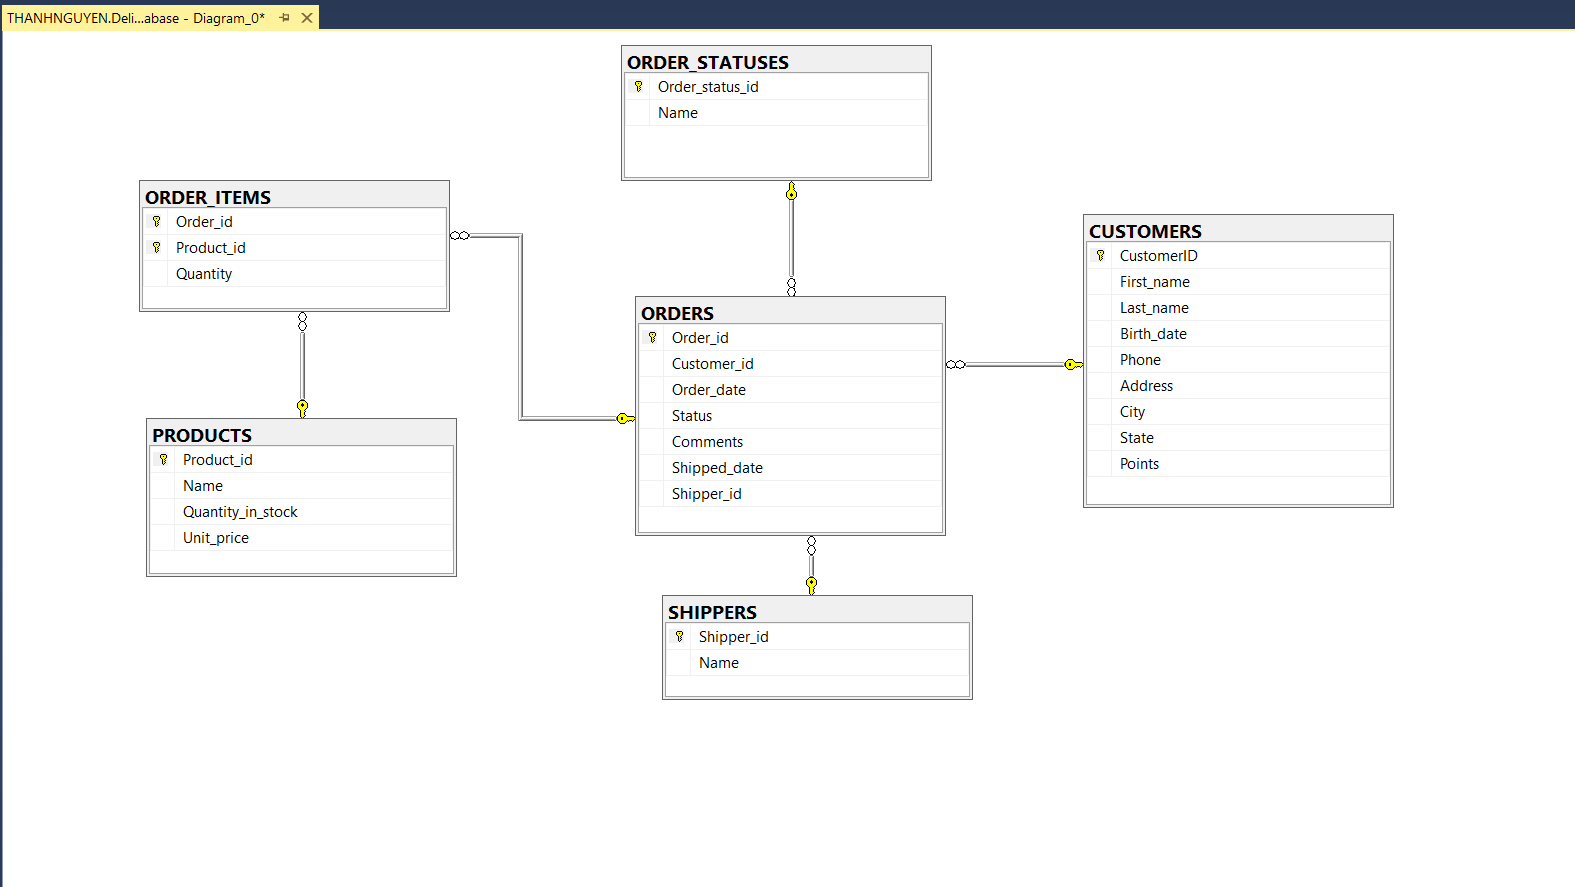 THANHNGUYEN.Deli...abase - Diagram_0*
ORDER_STATUSES
Order_status_id
Name
ORDER_ITEMS
Order_id
Product_id
Quantity
CUSTOMERS
CustomerID
First_name
Last_name
Birth_date
Phone
Address
City
State
Points
ORDERS
Order_id
Customer_id
Order_date
Status
Comments
Shipped_date
Shipper_id
PRODUCTS
Product_id
Name
Quantity_in_stock
Unit_price
SHIPPERS
Shipper_id
Name